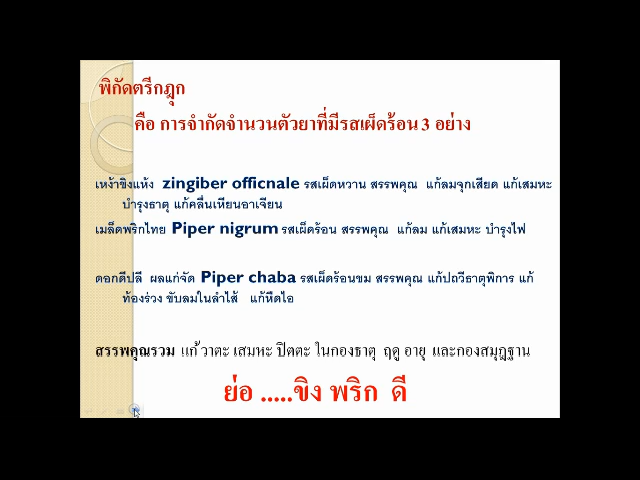 พิกัดตรีกฎุก
คือ การจำกัดจำนวนตัวยาที่มีรสเผ็ดร้อน 3 อย่าง
เหง้าขิงแห้ง zingiber officnale รสเผ็ดหวาน สรรพคุณ แก้ลมจุกเสียด แก้เสมหะ
บำรุงธาตุ แก้คลื่นเหียนอาเจียน
เมล็ดพริกไทย Piper nigrum รสเผ็ดร้อน สรรพคุณ แก้ลม แก้เสมหะ บำรุงไฟ
ดอกดีปลี ผลแก่จัด Piper chaba รสเผ็ดร้อนขม สรรพคุณ แก้ปถวีธาตุพิการ แก้
ท้องร่วง ขับลมในลำไส้ แก้หืดไอ
สรรพคุณรวม แก้ วาตะ เสมหะ ปิตตะ ในกองธาตุ ฤดู อายุ และกองสมุฎฐาน
ย่อ .....ขิง พริก ดี